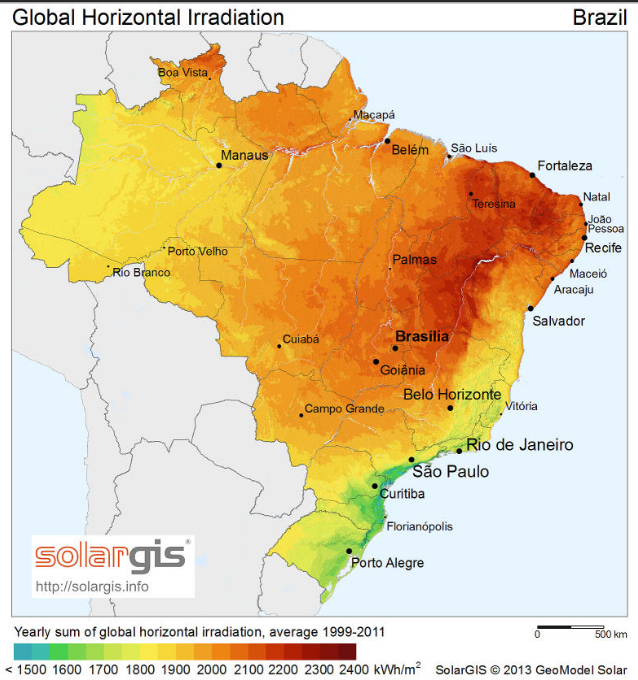 Global Horizontal Irradiation
Brazil
Boa Vista
Macapá
Belém
São Luís
Manaus
Fortaleza
Teresina
Natal
João
Pessoa
Recife
Porto Velho
Palmas
Rio Branco
Maceió
Aracaju
Salvador
Brasília
Cuiabá
Goiânia
Belo Horizonte
Campo Grande
Vitória
Rio de Janeiro
São Paulo
Curitiba
Florianópolis
Porto Alegre
solargis®
http://solargis.info
Yearly sum of global horizontal irradiation, average 1999-2011
0 500 km
< 1500 1600 1700 1800 1900 2000 2100 2200 2300 2400 kWh/m²
SolarGIS © 2013 GeoModel Solar